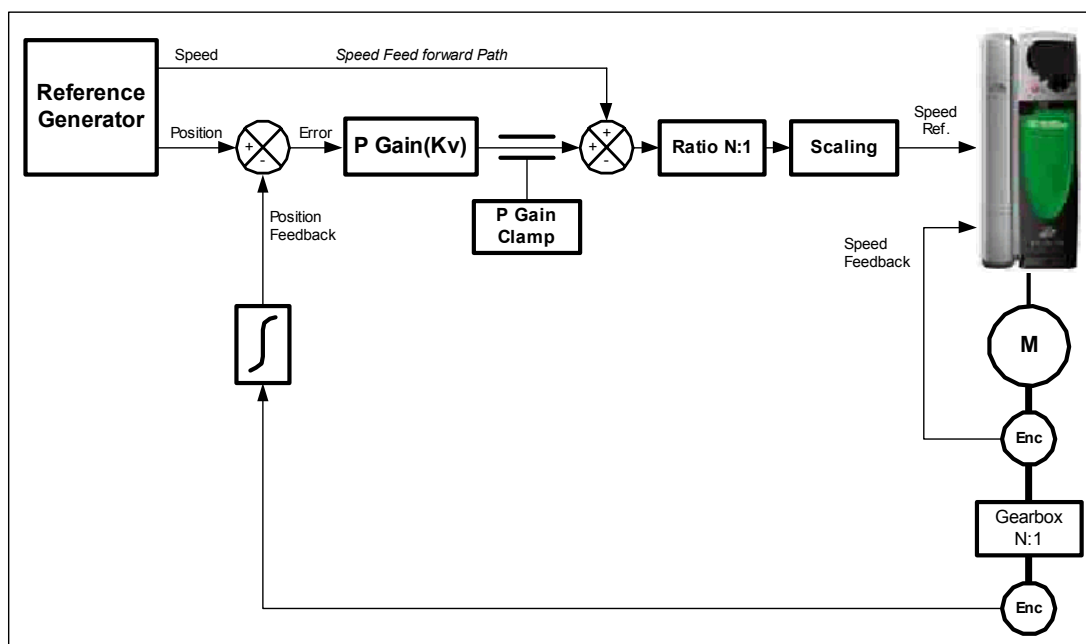 Speed
Speed Feed forward Path
Reference
Generator
Position
+
-
Error
P Gain(Kv)
+
+
-
Ratio N:1
Scaling
Speed
Ref.
P Gain
Clamp
Position
Feedback
Speed
Feedback
M
Enc
Gearbox
N:1
Enc